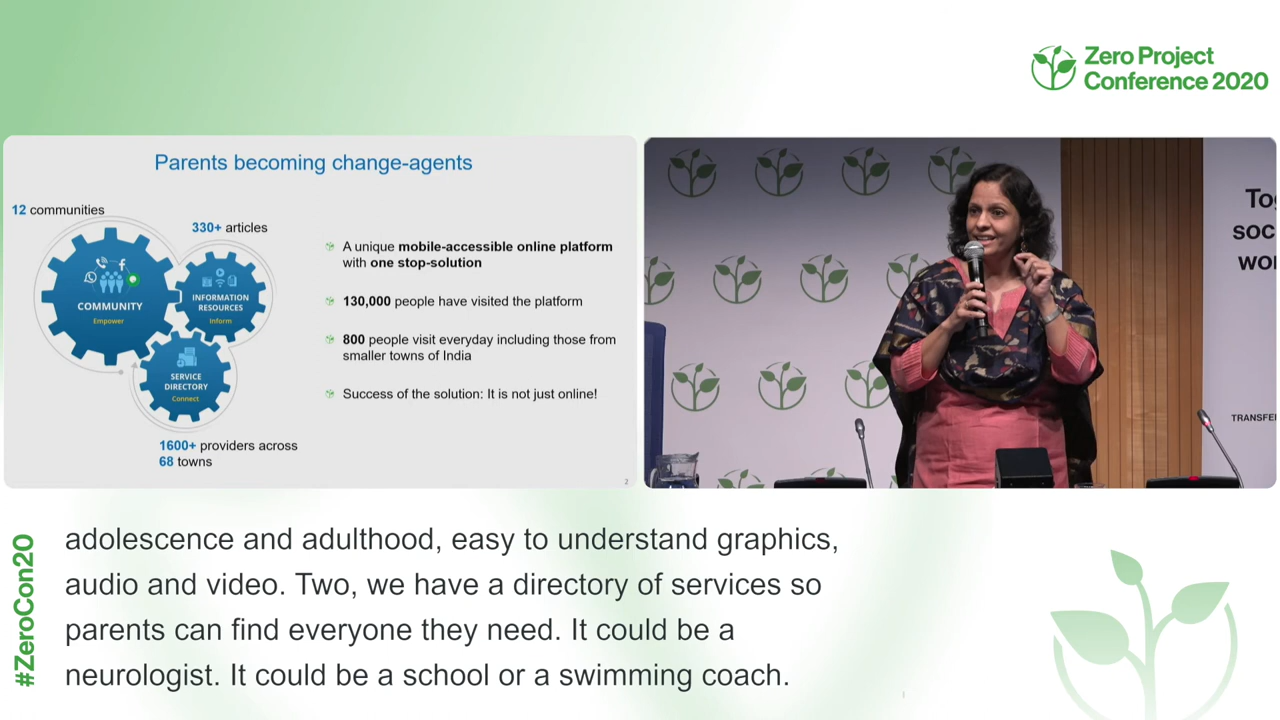 Zero Project
Conference 2020
Parents becoming change-agents
12 communities
330+ articles
COMMUNITY
Empower
INFORMATION
RESOURCES
Inform
SERVICE
DIRECTORY
Connect
1600+ providers across
68 towns
A unique mobile-accessible online platform
with one stop-solution
130,000 people have visited the platform
800 people visit everyday including those from
smaller towns of India
Success of the solution: It is not just online!
2
soc
TRANSFE
#ZeroCon20
adolescence and adulthood, easy to understand graphics,
audio and video. Two, we have a directory of services so
parents can find everyone they need. It could be a
neurologist. It could be a school or a swimming coach.
1